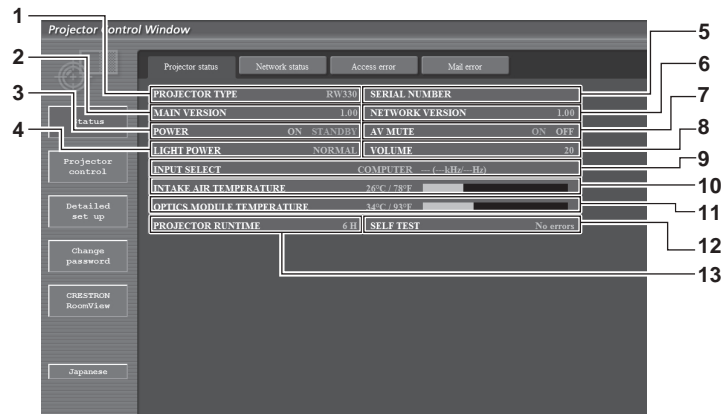 Projector Control Window
1
2
3
4
5
6
7
8
9
10
11
12
13
Projector status
Network status
Access error
Mail error
Status
Projector
control
Detailed
set up
Change
password
CRESTRON
RoomView
Japanese
PROJECTOR TYPE RW330
SERIAL NUMBER
MAIN VERSION 1.00
NETWORK VERSION 1.00
POWER ON STANDBY
AV MUTE ON OFF
LIGHT POWER NORMAL
VOLUME 20
INPUT SELECT COMPUTER — (—kHz/—Hz)
INTAKE AIR TEMPERATURE 26°C / 78°F
OPTICS MODULE TEMPERATURE 34°C / 93°F
PROJECTOR RUNTIME 6 H
SELF TEST No errors